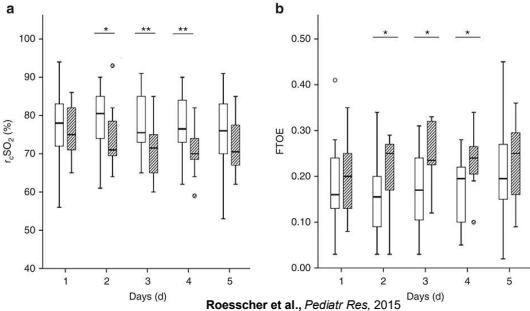 a
b
* ** **
* * *
100
90
80
70
60
50
40
rcSO2 (%)
1 2 3 4 5
Days (d)
0.50
0.40
0.30
0.20
0.10
0.00
FTOE
1 2 3 4 5
Days (d)
Roesscher et al., Pediatr Res, 2015